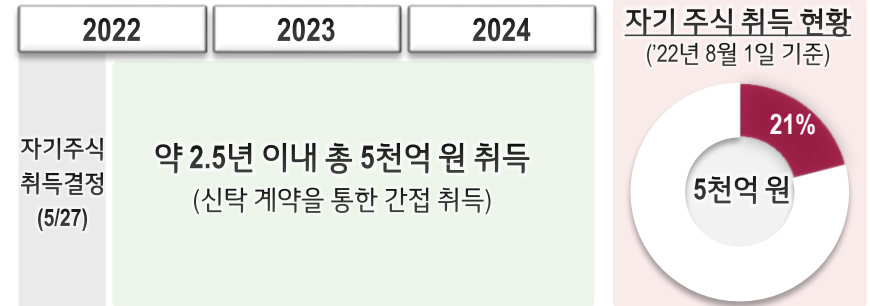 2022
2023
2024
자기주식
취득결정
(5/27)
약 2.5년 이내 총 5천억 원 취득
(신탁 계약을 통한 간접 취득)
자기 주식 취득 현황
(’22년 8월 1일 기준)
21%
5천억 원